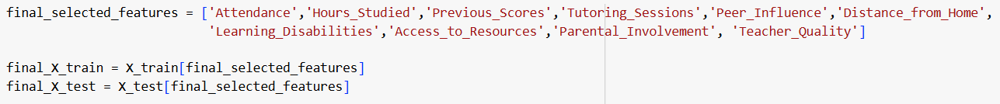 final_selected_features = ['Attendance','Hours_Studied','Previous_Scores','Tutoring_Sessions','Peer_Influence','Distance_from_Home',
'Learning_Disabilities','Access_to_Resources','Parental_Involvement', 'Teacher_Quality']
final_X_train = X_train[final_selected_features]
final_X_test = X_test[final_selected_features]